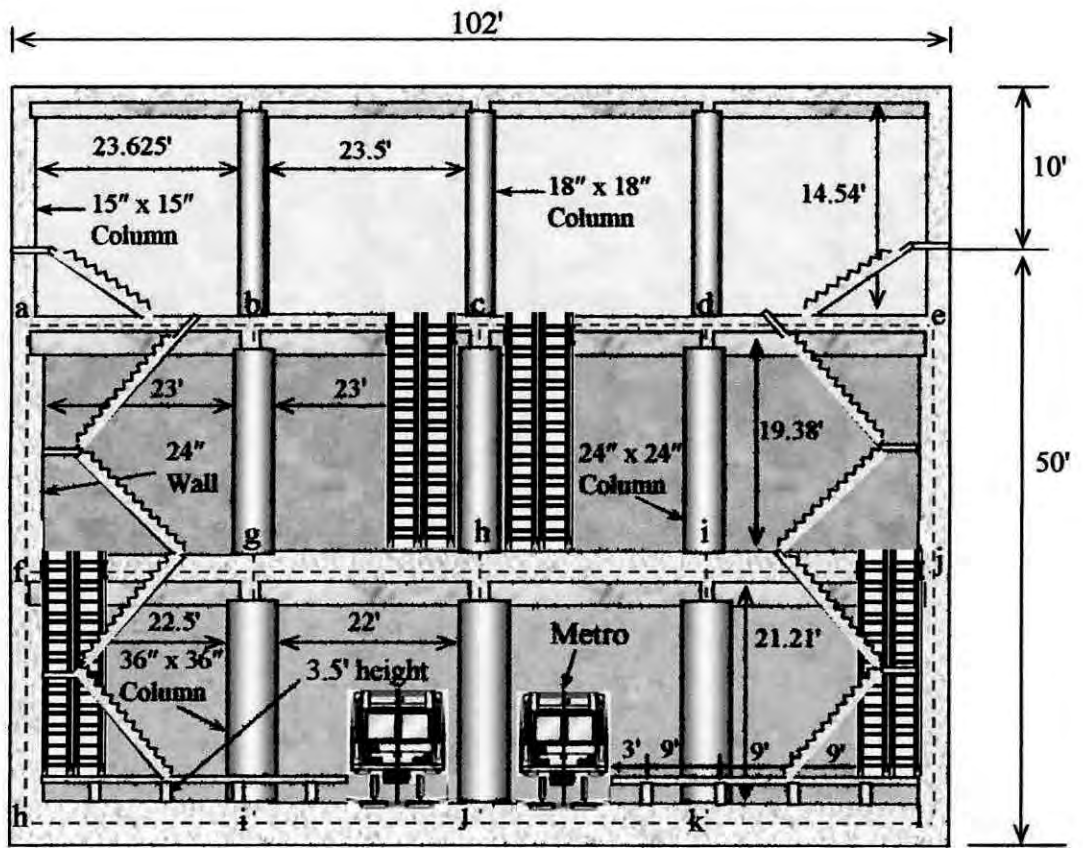 102'
23.625'
23.5'
10'
15" x 15"
Column
18" x 18"
Column
14.54'
a
b
c
d
e
23'
23'
19.38'
50'
24"
Wall
24" x 24"
Column
g
h
i
f
j
22.5'
22'
Metro
21.21'
36" x 36"
Column
3.5' height
3'
9'
9'
9'
h
i
j
k
l